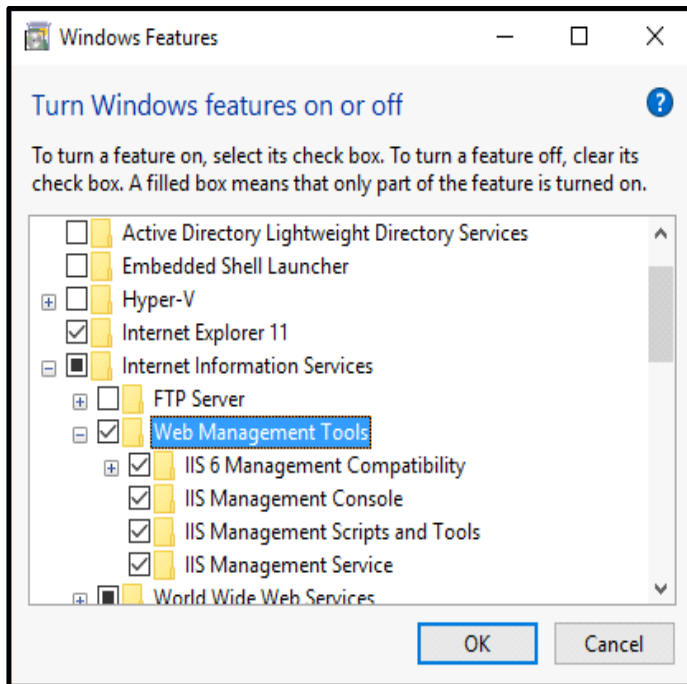 Windows Features
Turn Windows features on or off
?
To turn a feature on, select its check box. To turn a feature off, clear its
check box. A filled box means that only part of the feature is turned on.
Active Directory Lightweight Directory Services
Embedded Shell Launcher
Hyper-V
Internet Explorer 11
Internet Information Services
FTP Server
Web Management Tools
IIS 6 Management Compatibility
IIS Management Console
IIS Management Scripts and Tools
IIS Management Service
World Wide Web Services
OK Cancel